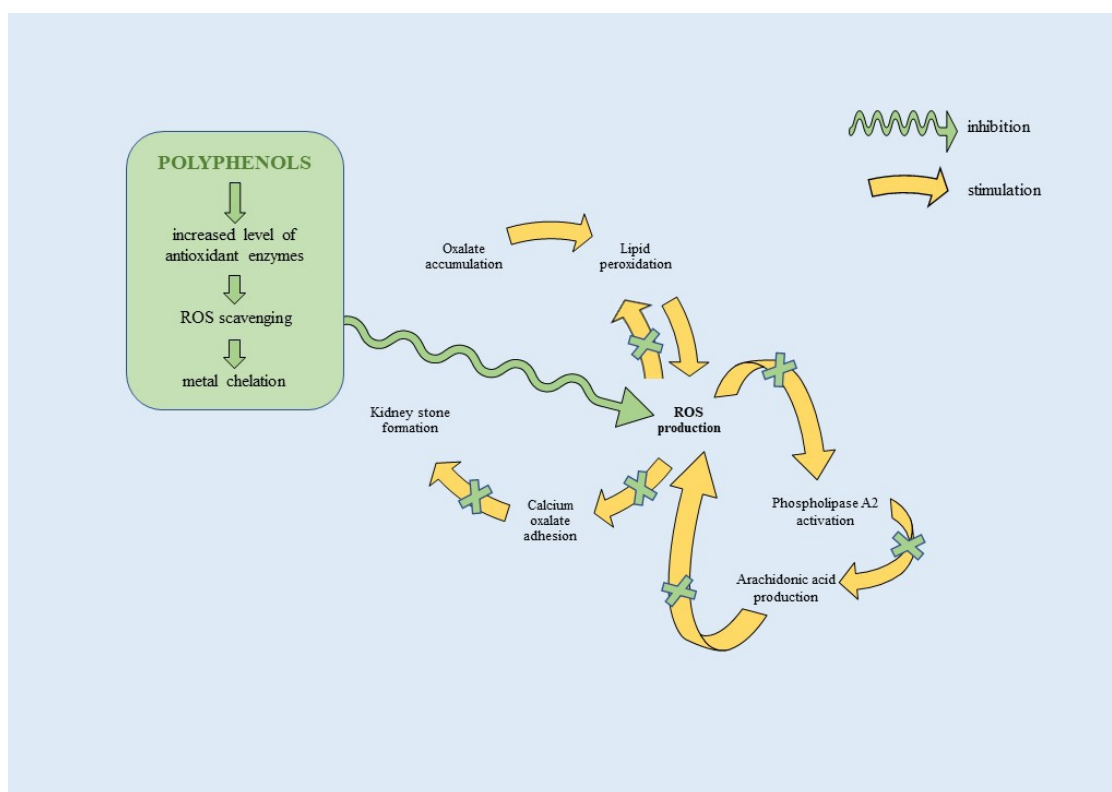 POLYPHENOLS
increased level of
antioxidant enzymes
ROS scavenging
metal chelation
inhibition
stimulation
Oxalate
accumulation
Lipid
peroxidation
ROS
production
Kidney stone
formation
Calcium
oxalate
adhesion
Phospholipase A2
activation
Arachidonic acid
production